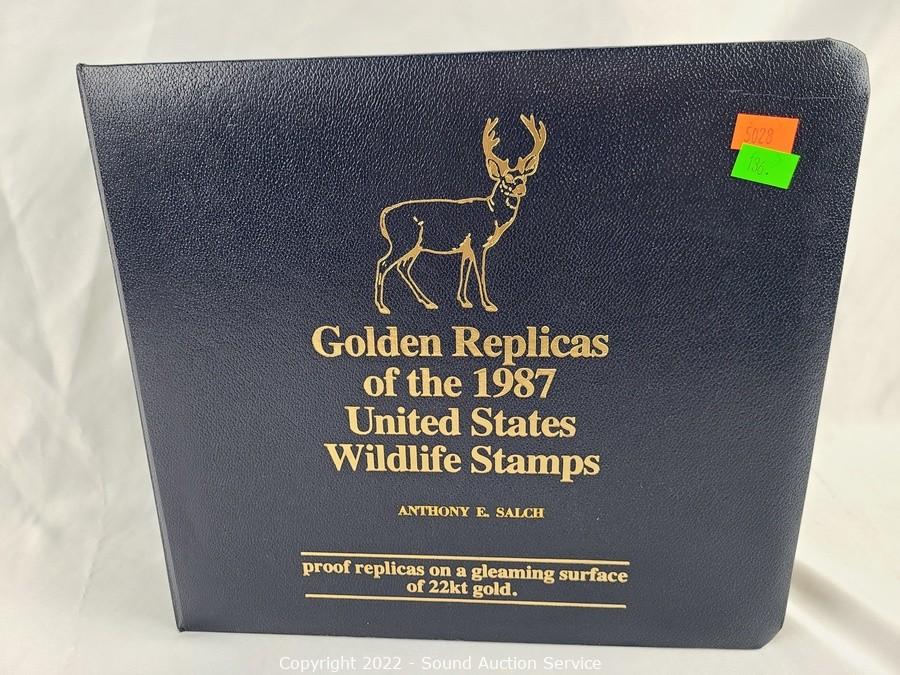 5028
136.
Golden Replicas
of the 1987
United States
Wildlife Stamps
ANTHONY E. SALCH
proof replicas on a gleaming surface
of 22kt gold.
Copyright 2022 - Sound Auction Service